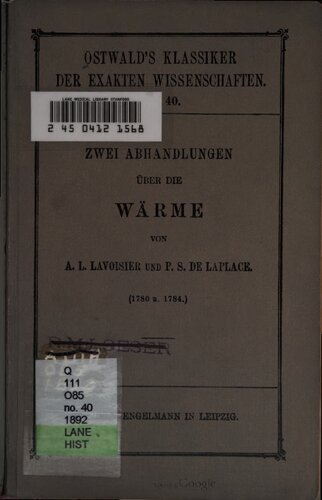 OSTWALD'S KLASSIKER
DER EXAKTEN WISSENSCHAFTEN.
40.
LANE MEDICAL LIBRARY STANFORD
2 45 0412 1568
ZWEI ABHANDLUNGEN
ÜBER DIE
WÄRME
VON
A. L. LAVOISIER UND P. S. DE LAPLACE.
(1780 u. 1784.)
Q
111
O85
no. 40
1892
LANE
HIST
ENGELMANN IN LEIPZIG.
Google